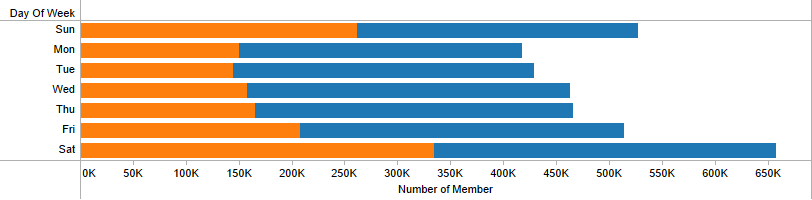 Day Of Week
Sun
Mon
Tue
Wed
Thu
Fri
Sat
0K 50K 100K 150K 200K 250K 300K 350K 400K 450K 500K 550K 600K 650K
Number of Member